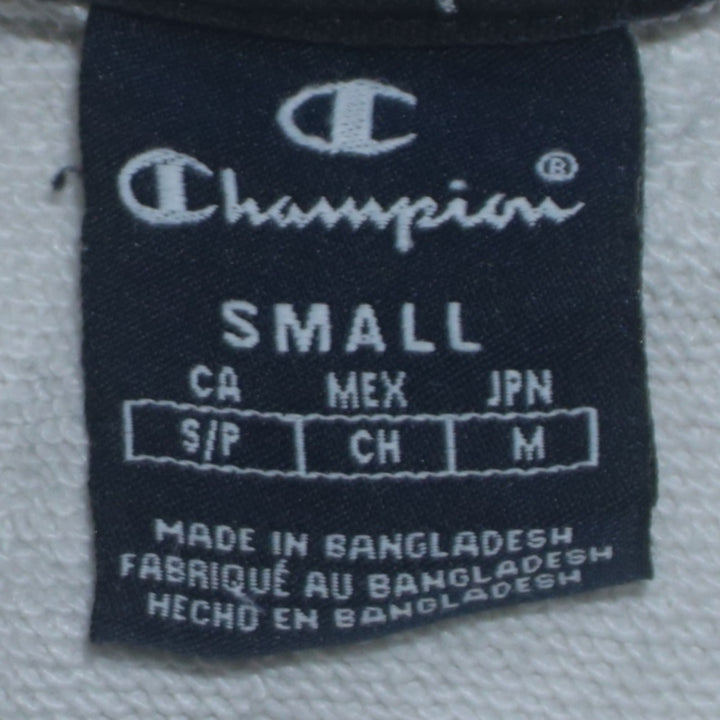 Champion®
SMALL
CA MEX JPN
S/P CH M
MADE IN BANGLADESH
FABRIQUÉ AU BANGLADESH
HECHO EN BANGLADESH